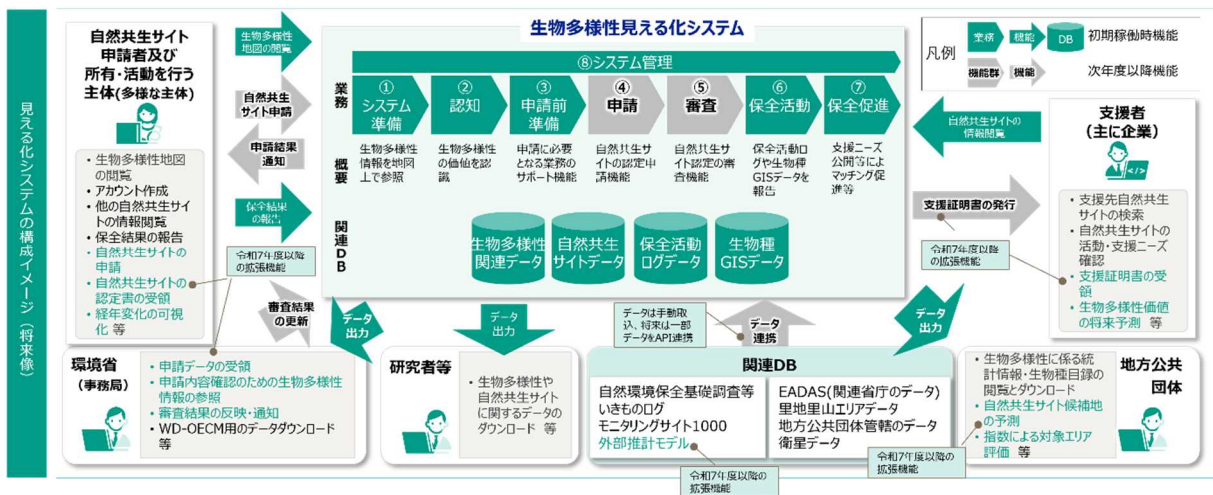 見える化システムの構成イメージ（将来像）
自然共生サイト
申請者及び
所有・活動を行う
主体(多様な主体)
・生物多様性地図
の閲覧
・アカウント作成
・他の自然共生サイ
トの情報閲覧
・保全結果の報告
・自然共生サイトの
申請
・自然共生サイトの
認定書の受領
・経年変化の可視
化 等
生物多様性
地図の閲覧
自然共生
サイト申請
申請結果
通知
保全結果
の報告
令和7年度以降
の拡張機能
審査結果
の更新
生物多様性見える化システム
⑧システム管理
業務
①
システム
準備
②
認知
③
申請前
準備
④
申請
⑤
審査
⑥
保全活動
⑦
保全促進
概要
生物多様性
情報を地図
上で参照
生物多様性
の価値を認
識
申請に必要
となる業務の
サポート機能
自然共生サ
イトの認定申
請機能
自然共生サ
イト認定の審
査機能
保全活動ロ
グや生物種
GISデータを
報告
支援ニーズ
公開等による
マッチング促
進等
関連DB
生物多様性
関連データ
自然共生
サイトデータ
保全活動
ログデータ
生物種
GISデータ
凡例
業務
機能
DB
初期稼働時機能
機能群
機能
次年度以降機能
自然共生サイトの
情報閲覧
支援証明書の発行
令和7年度以降
の拡張機能
支援者
(主に企業)
・支援先自然共生
サイトの検索
・自然共生サイトの
活動・支援ニーズ
確認
・支援証明書の受
領
・生物多様性価値
の将来予測 等
データ
出力
データ
出力
データは手動取
込、将来は一部
データをAPI連携
データ
連携
データ
出力
環境省
(事務局)
・申請データの受領
・申請内容確認のための生物多様性
情報の参照
・審査結果の反映・通知
・WD-OECM用のデータダウンロード
等
研究者等
・生物多様性や
自然共生サイト
に関するデータの
ダウンロード 等
関連DB
自然環境保全基礎調査等
いきものログ
モニタリングサイト1000
外部推計モデル
EADAS(関連省庁のデータ)
里地里山エリアデータ
地方公共団体管轄のデータ
衛星データ
令和7年度以降の
拡張機能
・生物多様性に係る統
計情報・生物種目録の
閲覧とダウンロード
・自然共生サイト候補地
の予測
・指数による対象エリア
評価 等
地方公共
団体
令和7年度以降の
拡張機能